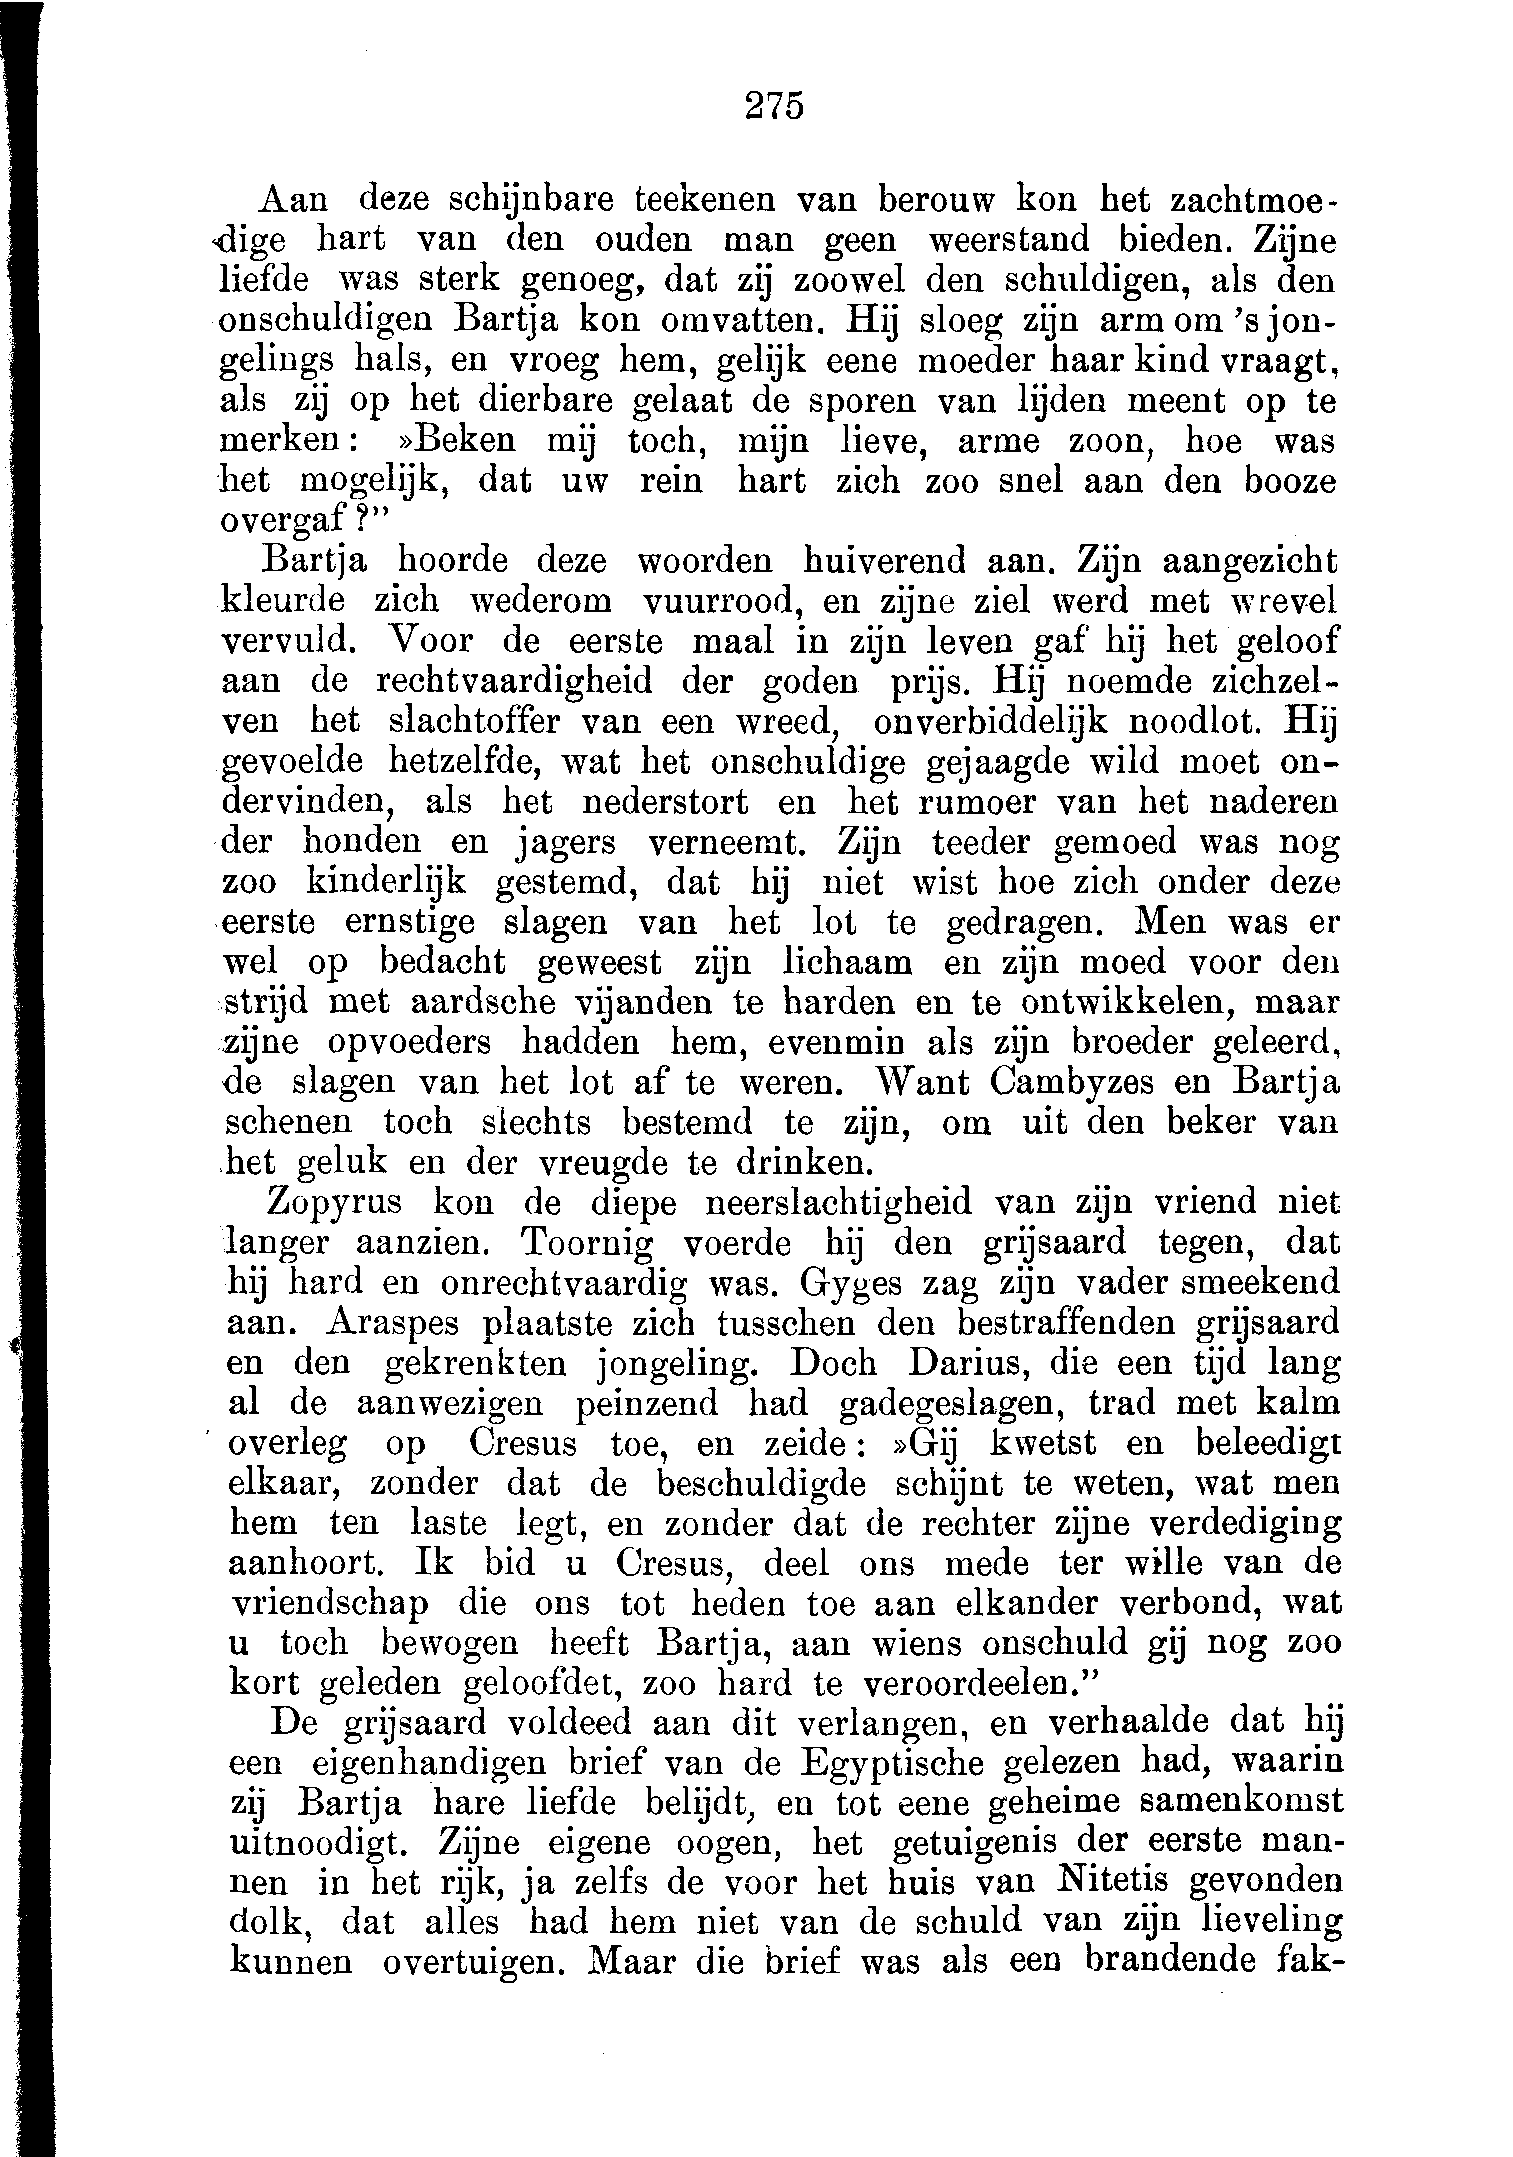 275
Aan deze schijnbare teekenen van berouw kon het zachtmoe-
dige hart van den ouden man geen weerstand bieden. Zijne
liefde was sterk genoeg, dat zij zoowel den schuldigen, als den
onschuldigen Bartja kon omvatten. Hij sloeg zijn arm om 's jon-
gelings hals, en vroeg hem, gelijk eene moeder haar kind vraagt,
als zij op het dierbare gelaat de sporen van lijden meent op te
merken: »Beken mij toch, mijn lieve, arme zoon, hoe was
het mogelijk, dat uw rein hart zich zoo snel aan den booze
overgaf?”
Bartja hoorde deze woorden huiverend aan. Zijn aangezicht
kleurde zich wederom vuurrood, en zijne ziel werd met wrevel
vervuld. Voor de eerste maal in zijn leven gaf hij het geloof
aan de rechtvaardigheid der goden prijs. Hij noemde zichzel-
ven het slachtoffer van een wreed, onverbiddelijk noodlot. Hij
gevoelde hetzelfde, wat het onschuldige gejaagde wild moet on-
dervinden, als het nederstort en het rumoer van het naderen
der honden en jagers verneemt. Zijn teeder gemoed was nog
zoo kinderlijk gestemd, dat hij niet wist hoe zich onder deze
eerste ernstige slagen van het lot te gedragen. Men was er
wel op bedacht geweest zijn lichaam en zijn moed voor den
strijd met aardsche vijanden te harden en te ontwikkelen, maar
zijne opvoeders hadden hem, evenmin als zijn broeder geleerd,
de slagen van het lot af te weren. Want Cambyzes en Bartja
schenen toch slechts bestemd te zijn, om uit den beker van
het geluk en der vreugde te drinken.
Zopyrus kon de diepe neerslachtigheid van zijn vriend niet
langer aanzien. Toornig voerde hij den grijsaard tegen, dat
hij hard en onrechtvaardig was. Gyges zag zijn vader smeekend
aan. Araspes plaatste zich tusschen den bestraffenden grijsaard
en den gekrenkten jongeling. Doch Darius, die een tijd lang
al de aanwezigen peinzend had gadegeslagen, trad met kalm
overleg op Cresus toe, en zeide: »Gij kwetst en beleedigt
elkaar, zonder dat de beschuldigde schijnt te weten, wat men
hem ten laste legt, en zonder dat de rechter zijne verdediging
aanhoort. Ik bid u Cresus, deel ons mede ter wille van de
vriendschap die ons tot heden toe aan elkander verbond, wat
u toch bewogen heeft Bartja, aan wiens onschuld gij nog zoo
kort geleden geloofdet, zoo hard te veroordeelen.”
De grijsaard voldeed aan dit verlangen, en verhaalde dat hij
een eigenhandigen brief van de Egyptische gelezen had, waarin
zij Bartja hare liefde belijdt, en tot eene geheime samenkomst
uitnoodigt. Zijne eigene oogen, het getuigenis der eerste man-
nen in het rijk, ja zelfs de voor het huis van Nitetis gevonden
dolk, dat alles had hem niet van de schuld van zijn lieveling
kunnen overtuigen. Maar die brief was als een brandende fak-